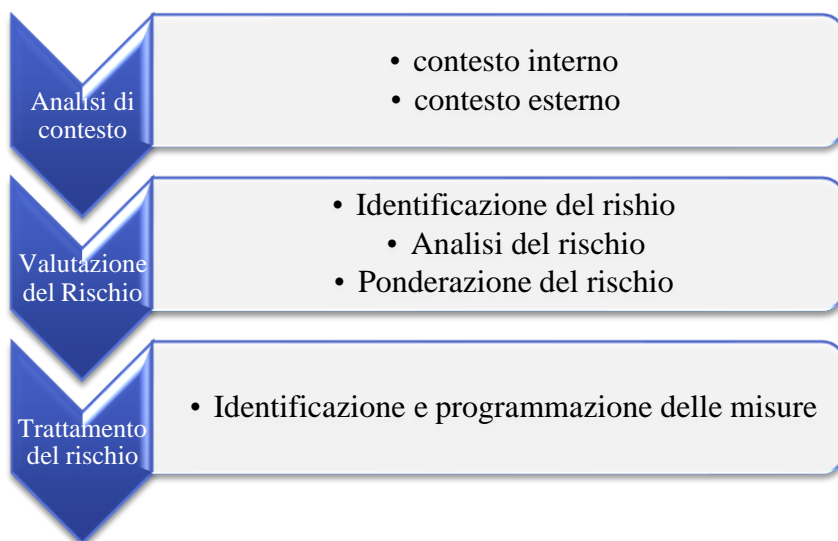 Analisi di
contesto
• contesto interno
• contesto esterno
Valutazione
del Rischio
• Identificazione del rishio
• Analisi del rischio
• Ponderazione del rischio
Trattamento
del rischio
• Identificazione e programmazione delle misure